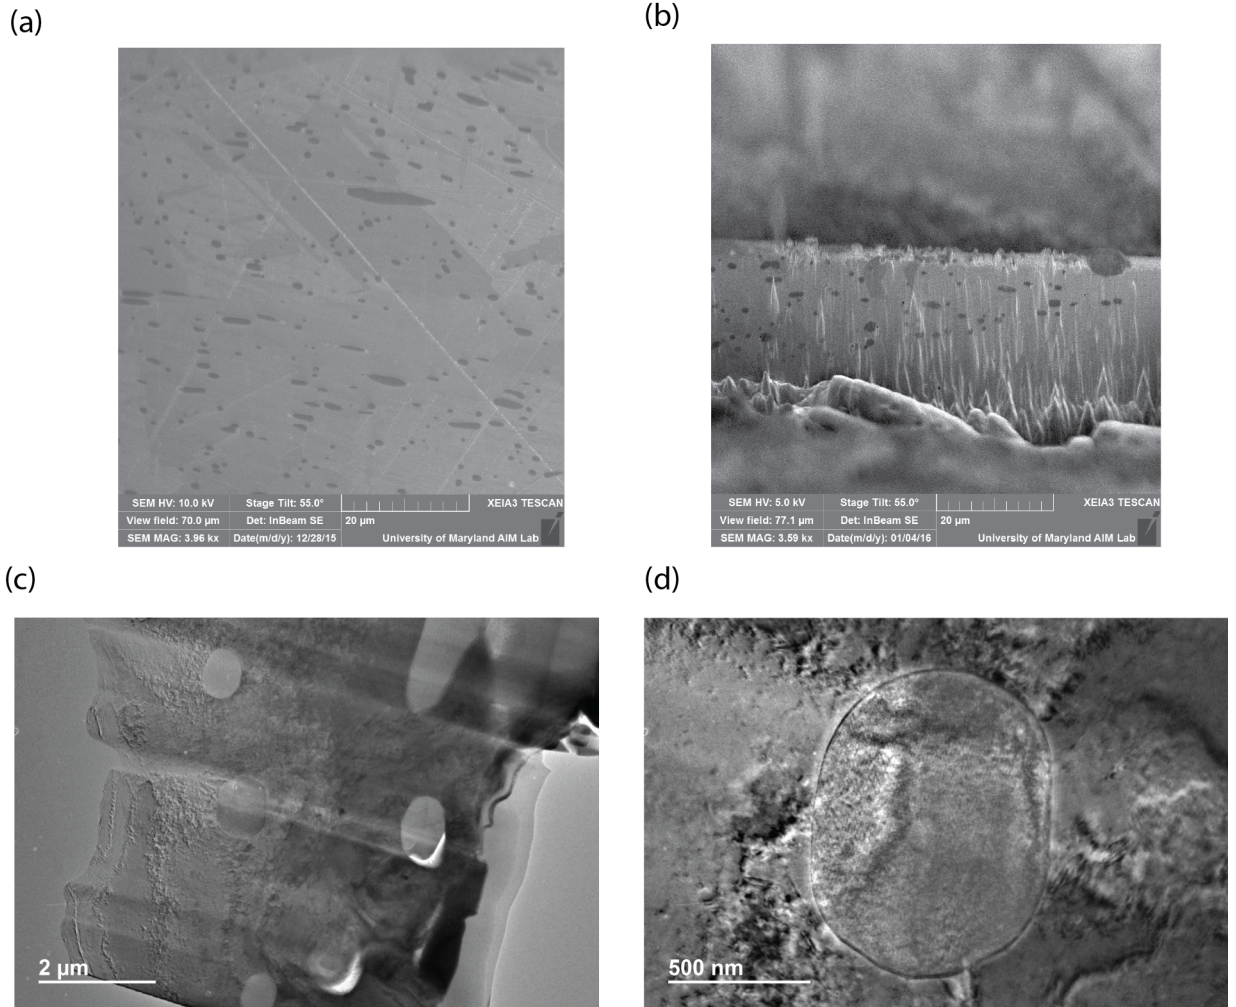 (a)
(b)
SEM HV: 10.0 kV Stage Tilt: 55.0° XEIA3 TESCAN
View field: 70.0 µm Det: InBeam SE 20 µm
SEM MAG: 3.96 kx Date(m/d/y): 12/28/15 University of Maryland AIM Lab
SEM HV: 5.0 kV Stage Tilt: 55.0° XEIA3 TESCAN
View field: 77.1 µm Det: InBeam SE 20 µm
SEM MAG: 3.59 kx Date(m/d/y): 01/04/16 University of Maryland AIM Lab
(c)
(d)
2 µm
500 nm